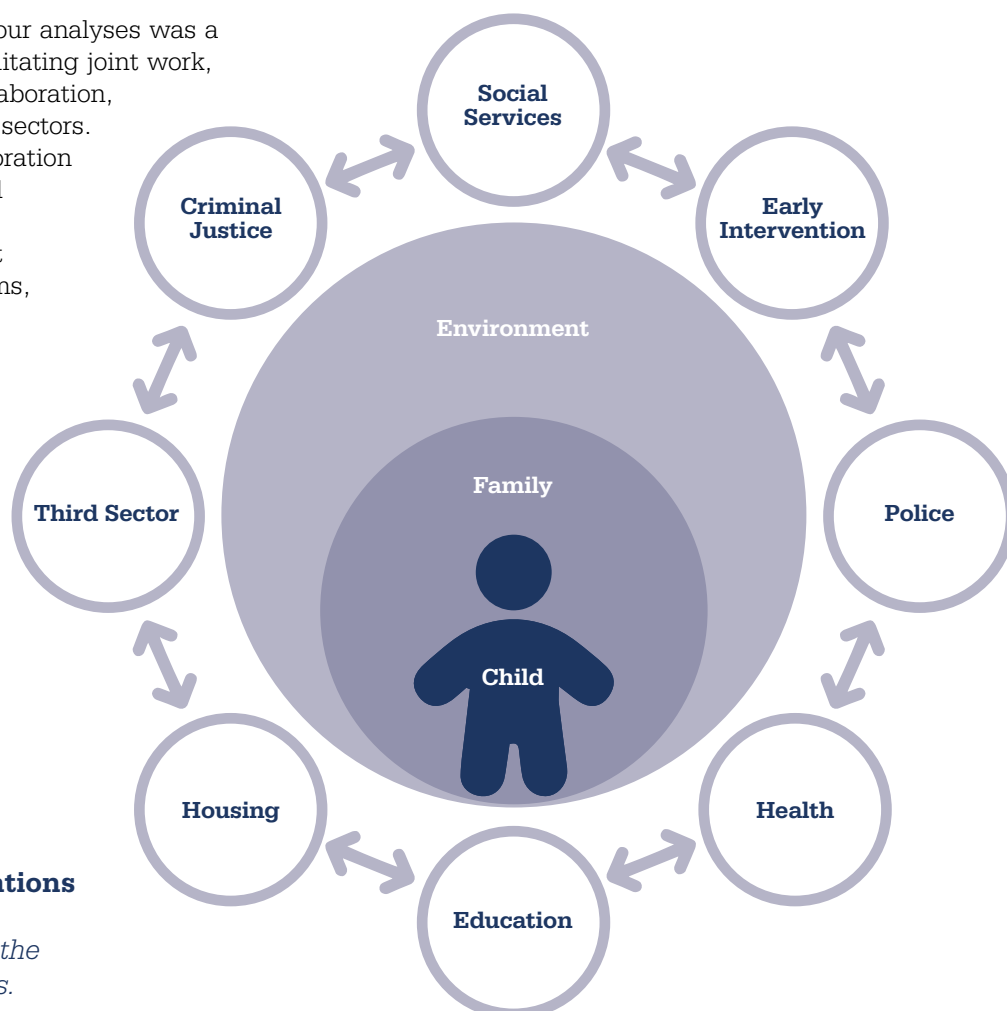 our analyses was a
litating joint work,
aboration,
sectors.
oration
ns,
Social
Services
Early
Intervention
Police
Health
Education
Housing
Third Sector
Criminal
Justice
Environment
Family
Child
ations
the
s.